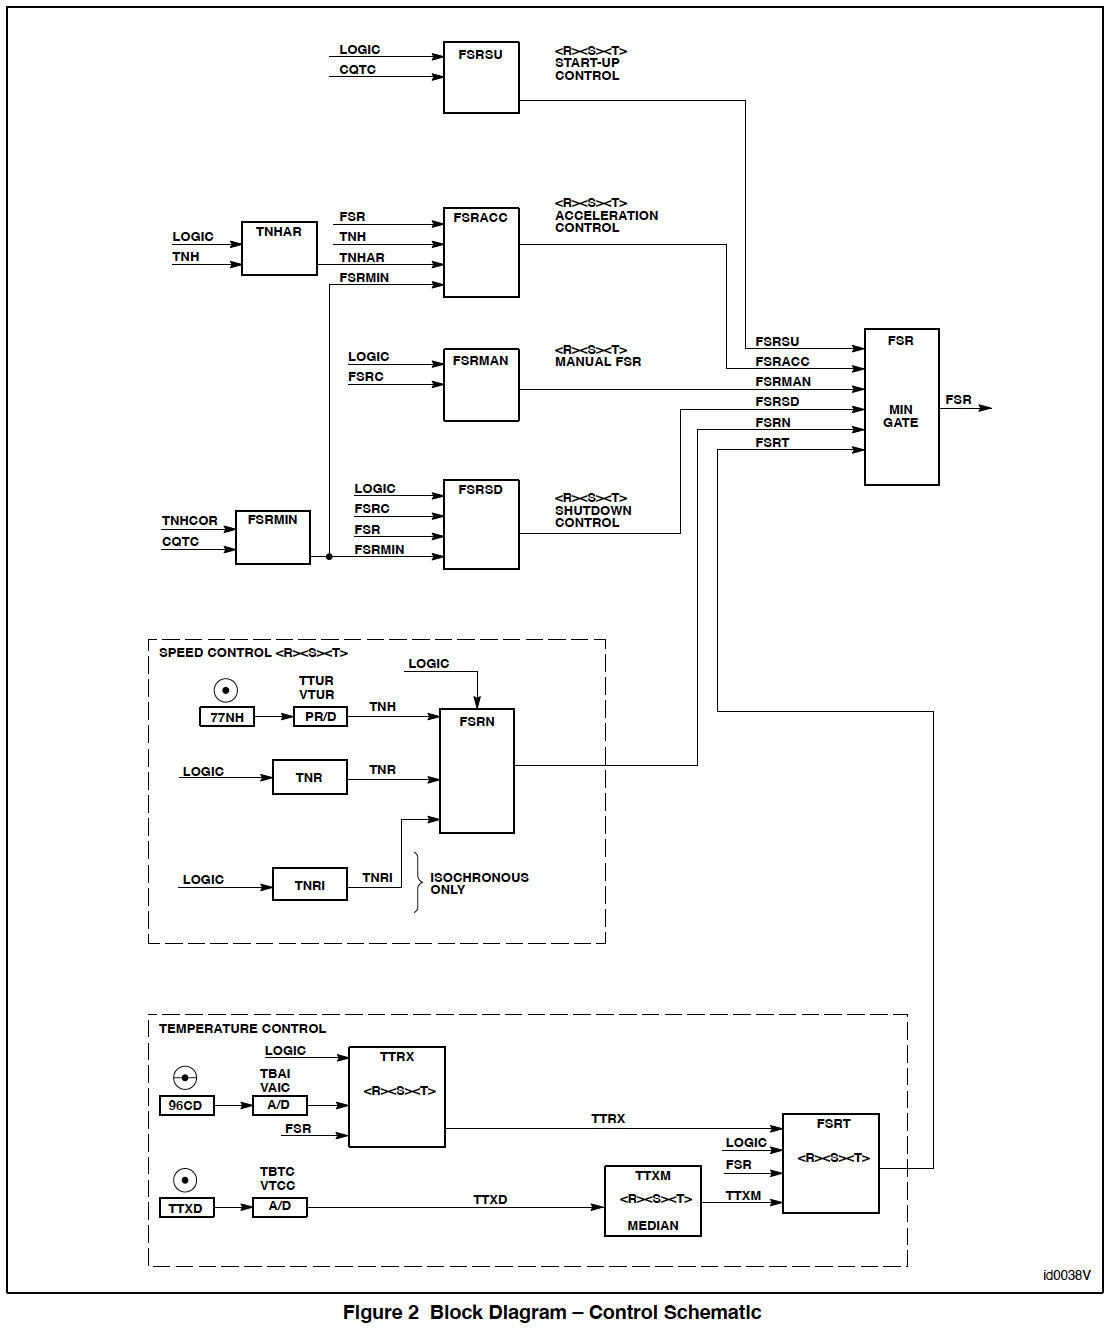 LOGIC
CQTC
FSRSU
<R><S><T>
START-UP
CONTROL
LOGIC
TNH
TNHAR
FSR
TNH
TNHAR
FSRMIN
FSRACC
<R><S><T>
ACCELERATION
CONTROL
LOGIC
FSRC
FSRMAN
<R><S><T>
MANUAL FSR
FSRSU
FSRACC
FSRMAN
FSRSD
FSRN
FSRT
FSR
MIN
GATE
FSR
TNHCOR
CQTC
FSRMIN
LOGIC
FSRC
FSR
FSRMIN
FSRSD
<R><S><T>
SHUTDOWN
CONTROL
SPEED CONTROL <R><S><T>
LOGIC
77NH
TTUR
VTUR
PR/D
TNH
FSRN
LOGIC
TNR
TNR
LOGIC
TNRI
TNRI
ISOCHRONOUS
ONLY
TEMPERATURE CONTROL
LOGIC
96CD
TBAI
VAIC
A/D
FSR
TTRX
<R><S><T>
TTRX
TTXD
TBTC
VTCC
A/D
TTXD
TTXM
<R><S><T>
MEDIAN
LOGIC
FSR
TTXM
FSRT
<R><S><T>
id0038V
Figure 2 Block Diagram – Control Schematic